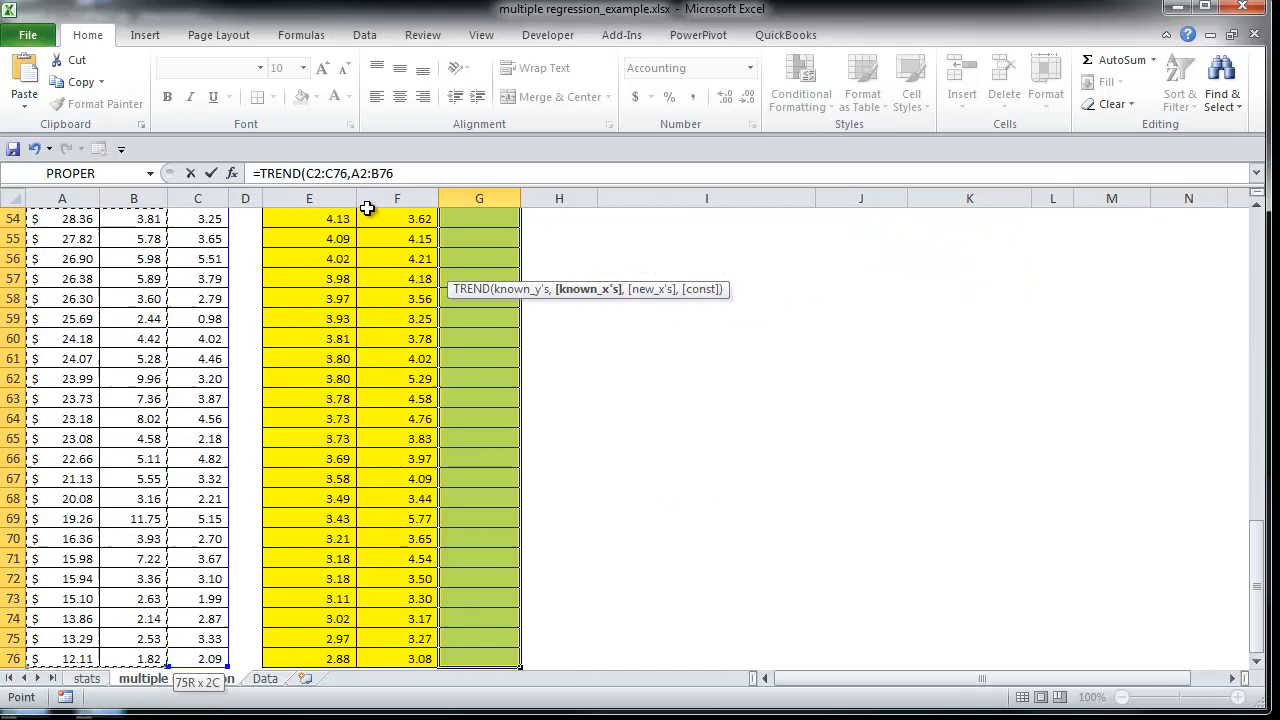 multiple regression_example.xlsx - Microsoft Excel
File Home Insert Page Layout Formulas Data Review View Developer Add-Ins PowerPivot QuickBooks
Paste
Cut
Copy
Format Painter
Clipboard
10
B I U
Font
Wrap Text
Merge & Center
Alignment
Accounting
$ % ,
Number
Conditional Formatting
Format as Table
Cell Styles
Styles
Insert
Delete
Format
Cells
AutoSum
Fill
Clear
Sort & Filter
Find & Select
Editing
PROPER fx =TREND(C2:C76,A2:B76
A B C D E F G H I J K L M N
54 $ 28.36 3.81 3.25 4.13 3.62
55 $ 27.82 5.78 3.65 4.09 4.15
56 $ 26.90 5.98 5.51 4.02 4.21
57 $ 26.38 5.89 3.79 3.98 4.18
TREND(known_y's, [known_x's], [new_x's], [const])
58 $ 26.30 3.60 2.79 3.97 3.56
59 $ 25.69 2.44 0.98 3.93 3.25
60 $ 24.18 4.42 4.02 3.81 3.78
61 $ 24.07 5.28 4.46 3.80 4.02
62 $ 23.99 9.96 3.20 3.80 5.29
63 $ 23.73 7.36 3.87 3.78 4.58
64 $ 23.18 8.02 4.56 3.73 4.76
65 $ 23.08 4.58 2.18 3.73 3.83
66 $ 22.66 5.11 4.82 3.69 3.97
67 $ 21.13 5.55 3.32 3.58 4.09
68 $ 20.08 3.16 2.21 3.49 3.44
69 $ 19.26 11.75 5.15 3.43 5.77
70 $ 16.36 3.93 2.70 3.21 3.65
71 $ 15.98 7.22 3.67 3.18 4.54
72 $ 15.94 3.36 3.10 3.18 3.50
73 $ 15.10 2.63 1.99 3.11 3.30
74 $ 13.86 2.14 2.87 3.02 3.17
75 $ 13.29 2.53 3.33 2.97 3.27
76 $ 12.11 1.82 2.09 2.88 3.08
stats multiple on Data
75R x 2C
Point 100%